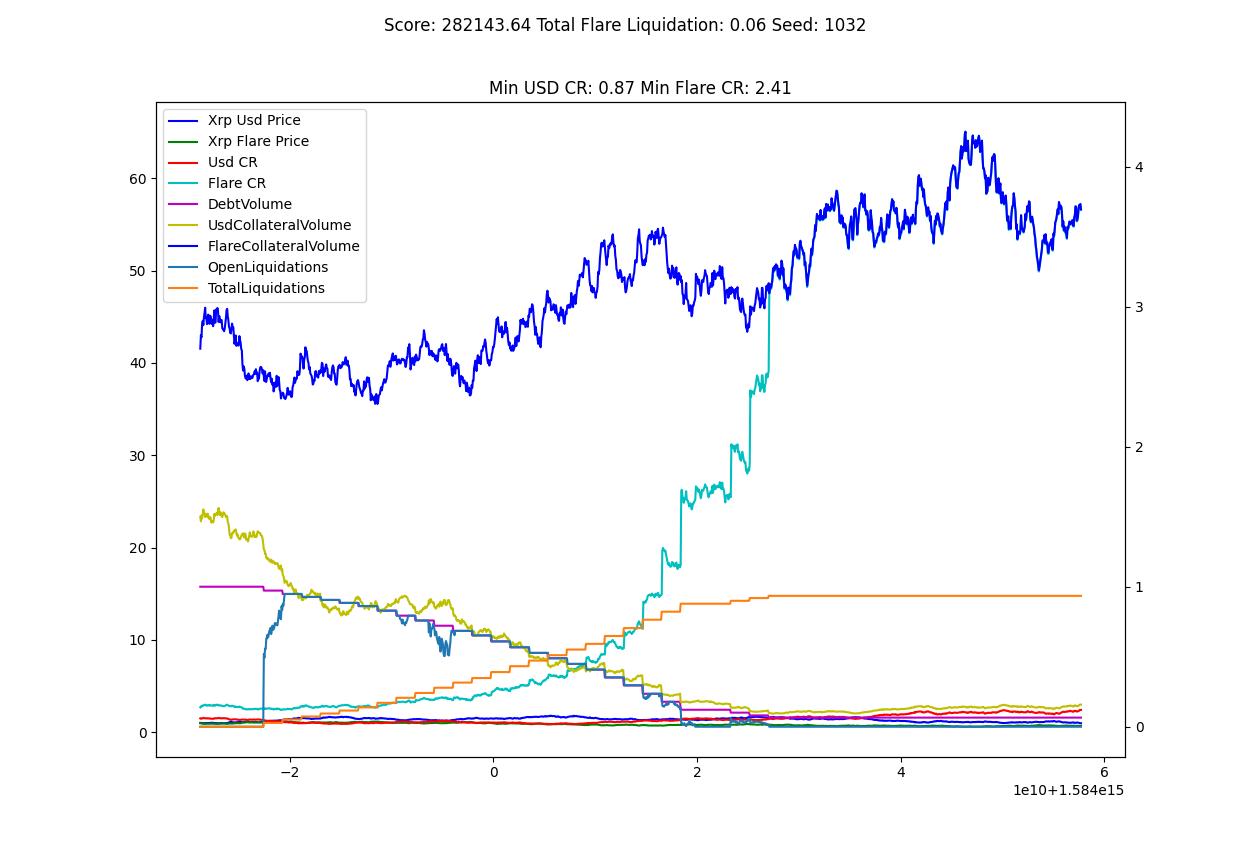 Score: 282143.64 Total Flare Liquidation: 0.06 Seed: 1032
Min USD CR: 0.87 Min Flare CR: 2.41
Xrp Usd Price
Xrp Flare Price
Usd CR
Flare CR
DebtVolume
UsdCollateralVolume
FlareCollateralVolume
OpenLiquidations
TotalLiquidations
60
50
40
30
20
10
0
4
3
2
1
0
−2
0
2
4
6
1e10+1.584e15